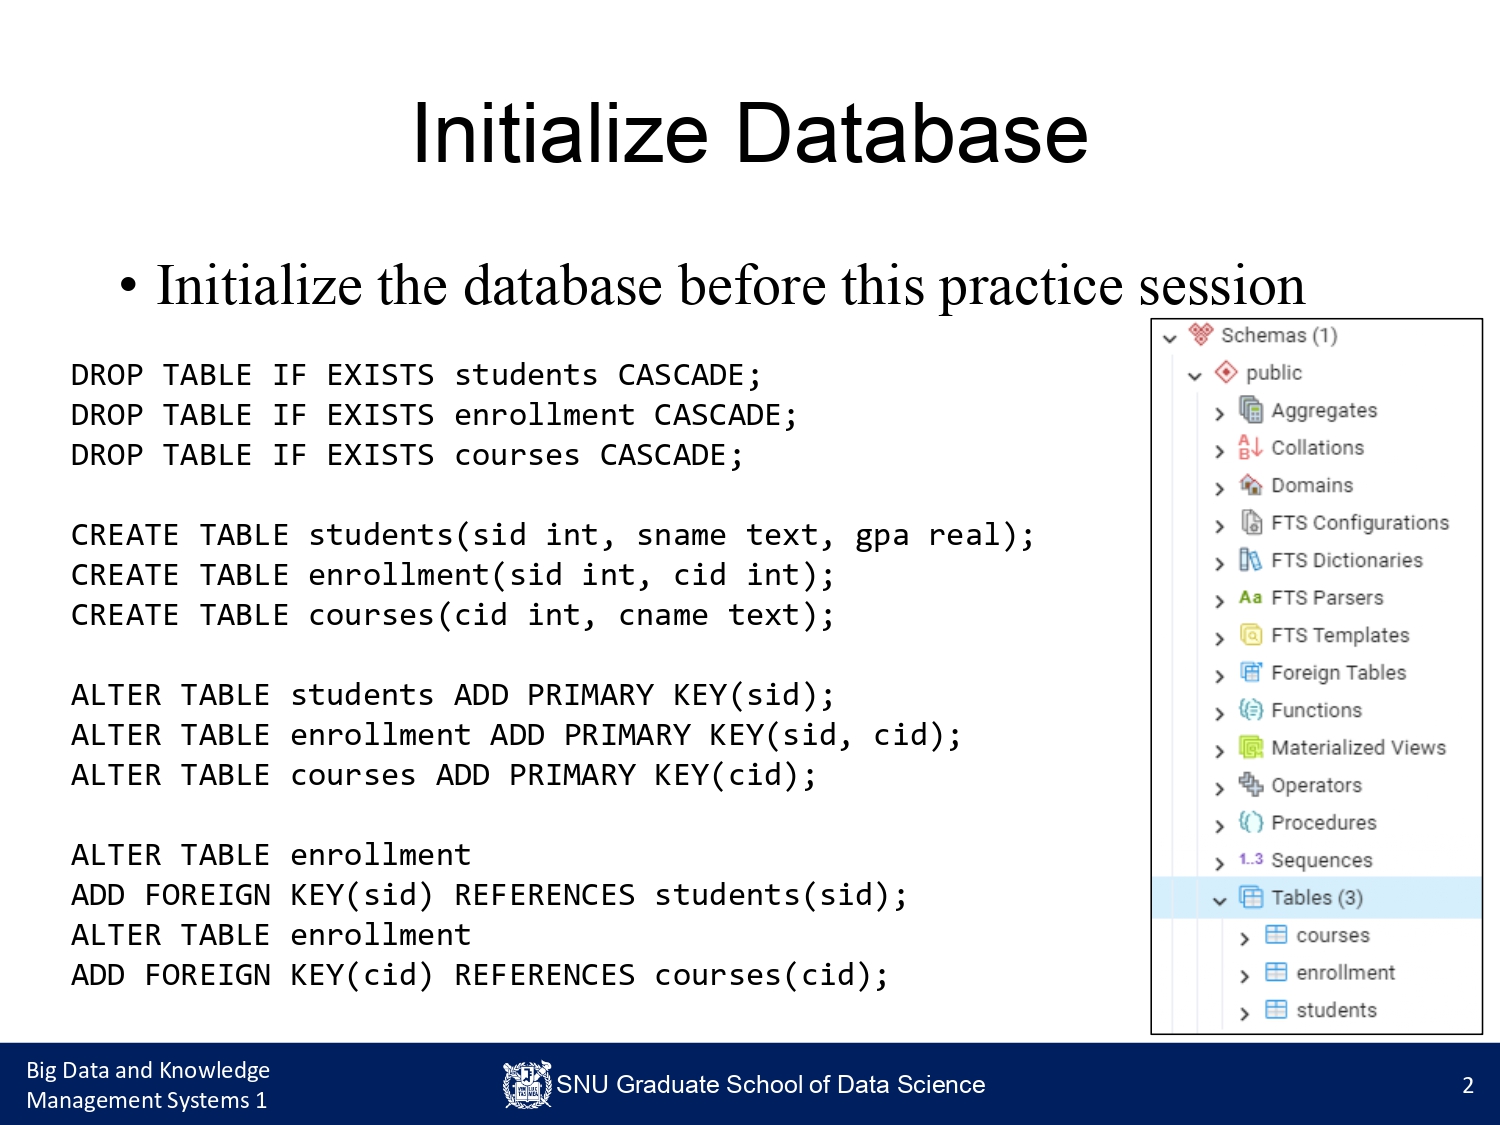 Initialize Database
• Initialize the database before this practice session
DROP TABLE IF EXISTS students CASCADE;
DROP TABLE IF EXISTS enrollment CASCADE;
DROP TABLE IF EXISTS courses CASCADE;
CREATE TABLE students(sid int, sname text, gpa real);
CREATE TABLE enrollment(sid int, cid int);
CREATE TABLE courses(cid int, cname text);
ALTER TABLE students ADD PRIMARY KEY(sid);
ALTER TABLE enrollment ADD PRIMARY KEY(sid, cid);
ALTER TABLE courses ADD PRIMARY KEY(cid);
ALTER TABLE enrollment
ADD FOREIGN KEY(sid) REFERENCES students(sid);
ALTER TABLE enrollment
ADD FOREIGN KEY(cid) REFERENCES courses(cid);
Schemas (1)
public
Aggregates
Collations
Domains
FTS Configurations
FTS Dictionaries
Aa FTS Parsers
FTS Templates
Foreign Tables
Functions
Materialized Views
Operators
Procedures
1..3 Sequences
Tables (3)
courses
enrollment
students
Big Data and Knowledge
Management Systems 1
SNU Graduate School of Data Science
2